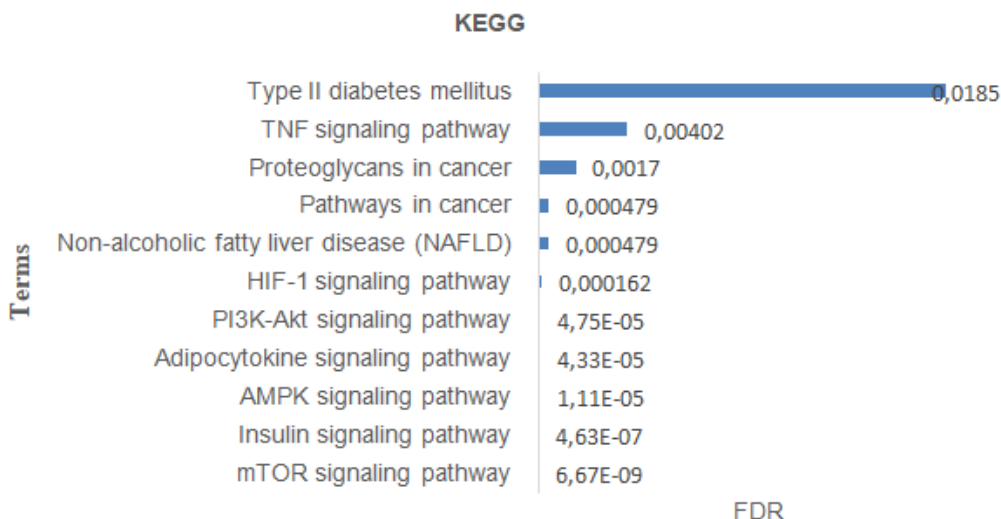 KEGG
Type II diabetes mellitus 0,0185
TNF signaling pathway 0,00402
Proteoglycans in cancer 0,0017
Pathways in cancer 0,000479
Non-alcoholic fatty liver disease (NAFLD) 0,000479
HIF-1 signaling pathway 0,000162
PI3K-Akt signaling pathway 4,75E-05
Adipocytokine signaling pathway 4,33E-05
AMPK signaling pathway 1,11E-05
Insulin signaling pathway 4,63E-07
mTOR signaling pathway 6,67E-09
Terms
FDR